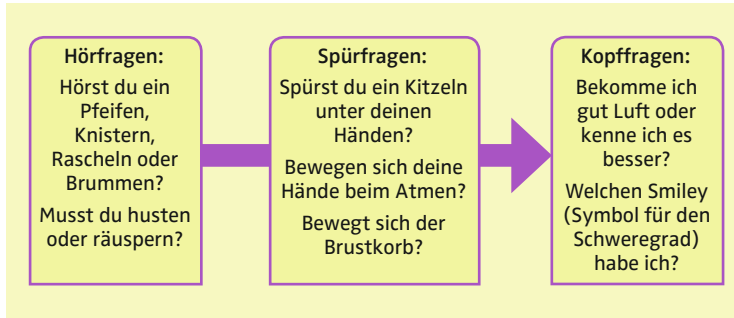 Hörfragen:
Hörst du ein
Pfeifen,
Knistern,
Rascheln oder
Brummen?
Musst du husten
oder räuspern?
Spürfragen:
Spürst du ein Kitzeln
unter deinen
Händen?
Bewegen sich deine
Hände beim Atmen?
Bewegt sich der
Brustkorb?
Kopffragen:
Bekomme ich
gut Luft oder
kenne ich es
besser?
Welchen Smiley
(Symbol für den
Schweregrad)
habe ich?